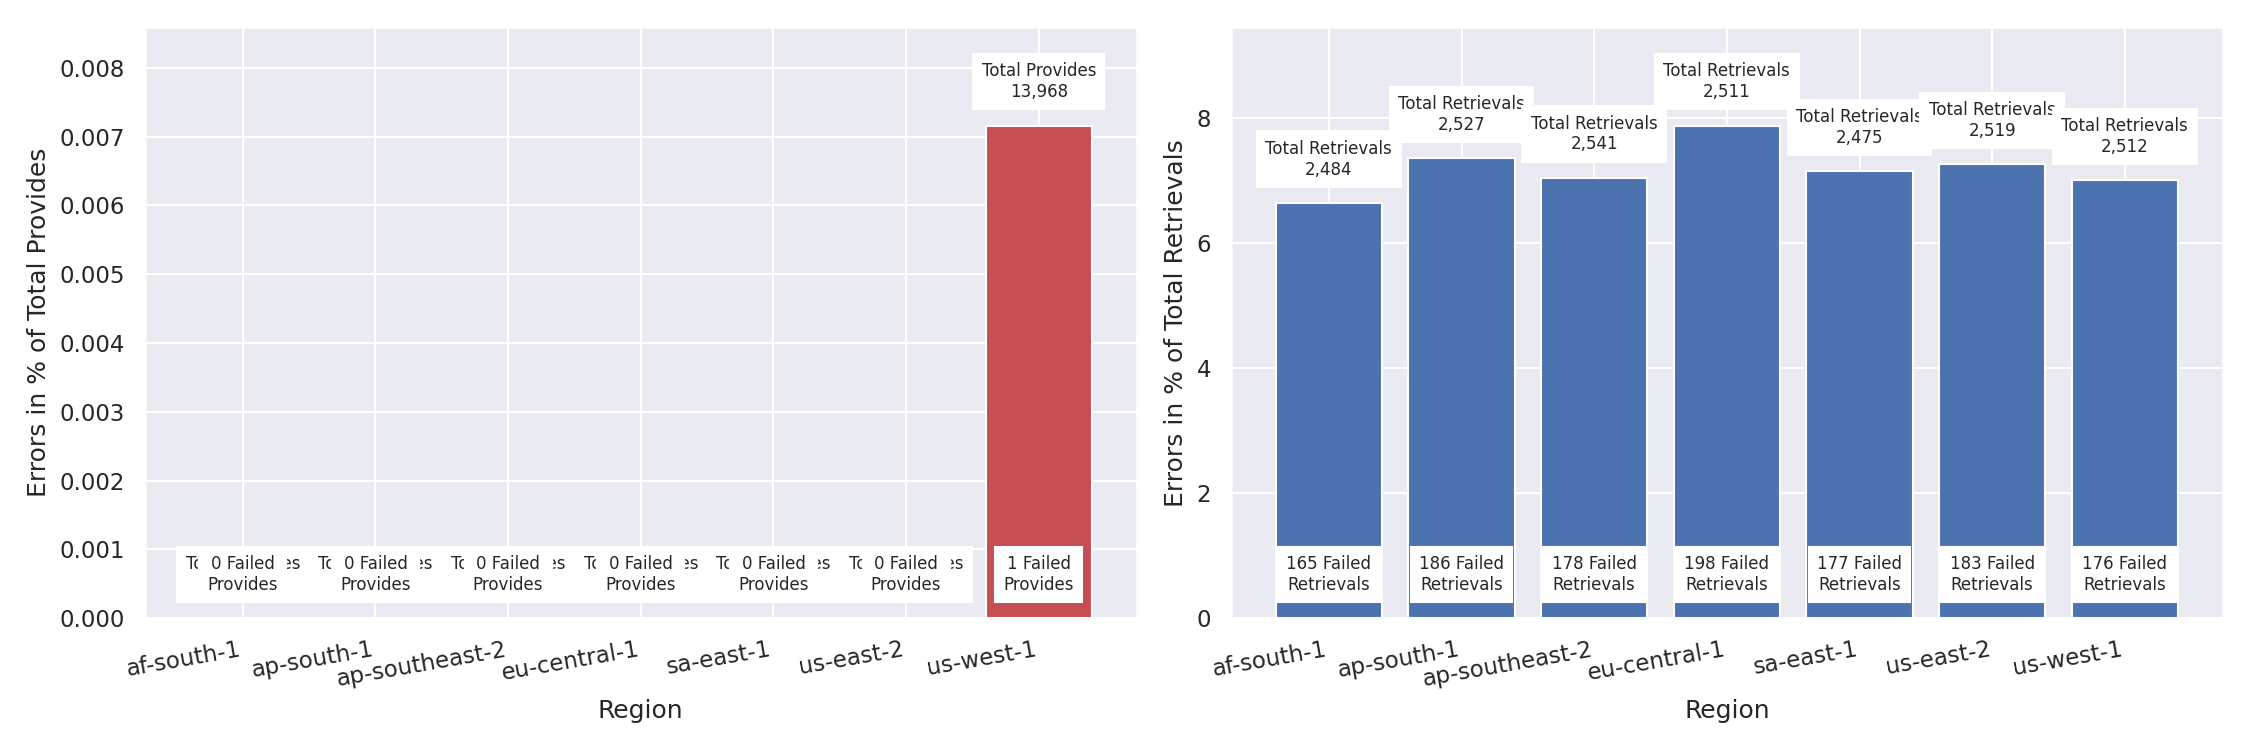 Errors in % of Total Provides
0.008
0.007
0.006
0.005
0.004
0.003
0.002
0.001
0.000
Total Provides
13,968
0 Failed
Provides
0 Failed
Provides
0 Failed
Provides
0 Failed
Provides
0 Failed
Provides
0 Failed
Provides
1 Failed
Provides
af-south-1
ap-south-1
ap-southeast-2
eu-central-1
sa-east-1
us-east-2
us-west-1
Region
Errors in % of Total Retrievals
8
6
4
2
0
Total Retrievals
2,484
Total Retrievals
2,527
Total Retrievals
2,541
Total Retrievals
2,511
Total Retrievals
2,475
Total Retrievals
2,519
Total Retrievals
2,512
165 Failed
Retrievals
186 Failed
Retrievals
178 Failed
Retrievals
198 Failed
Retrievals
177 Failed
Retrievals
183 Failed
Retrievals
176 Failed
Retrievals
af-south-1
ap-south-1
ap-southeast-2
eu-central-1
sa-east-1
us-east-2
us-west-1
Region